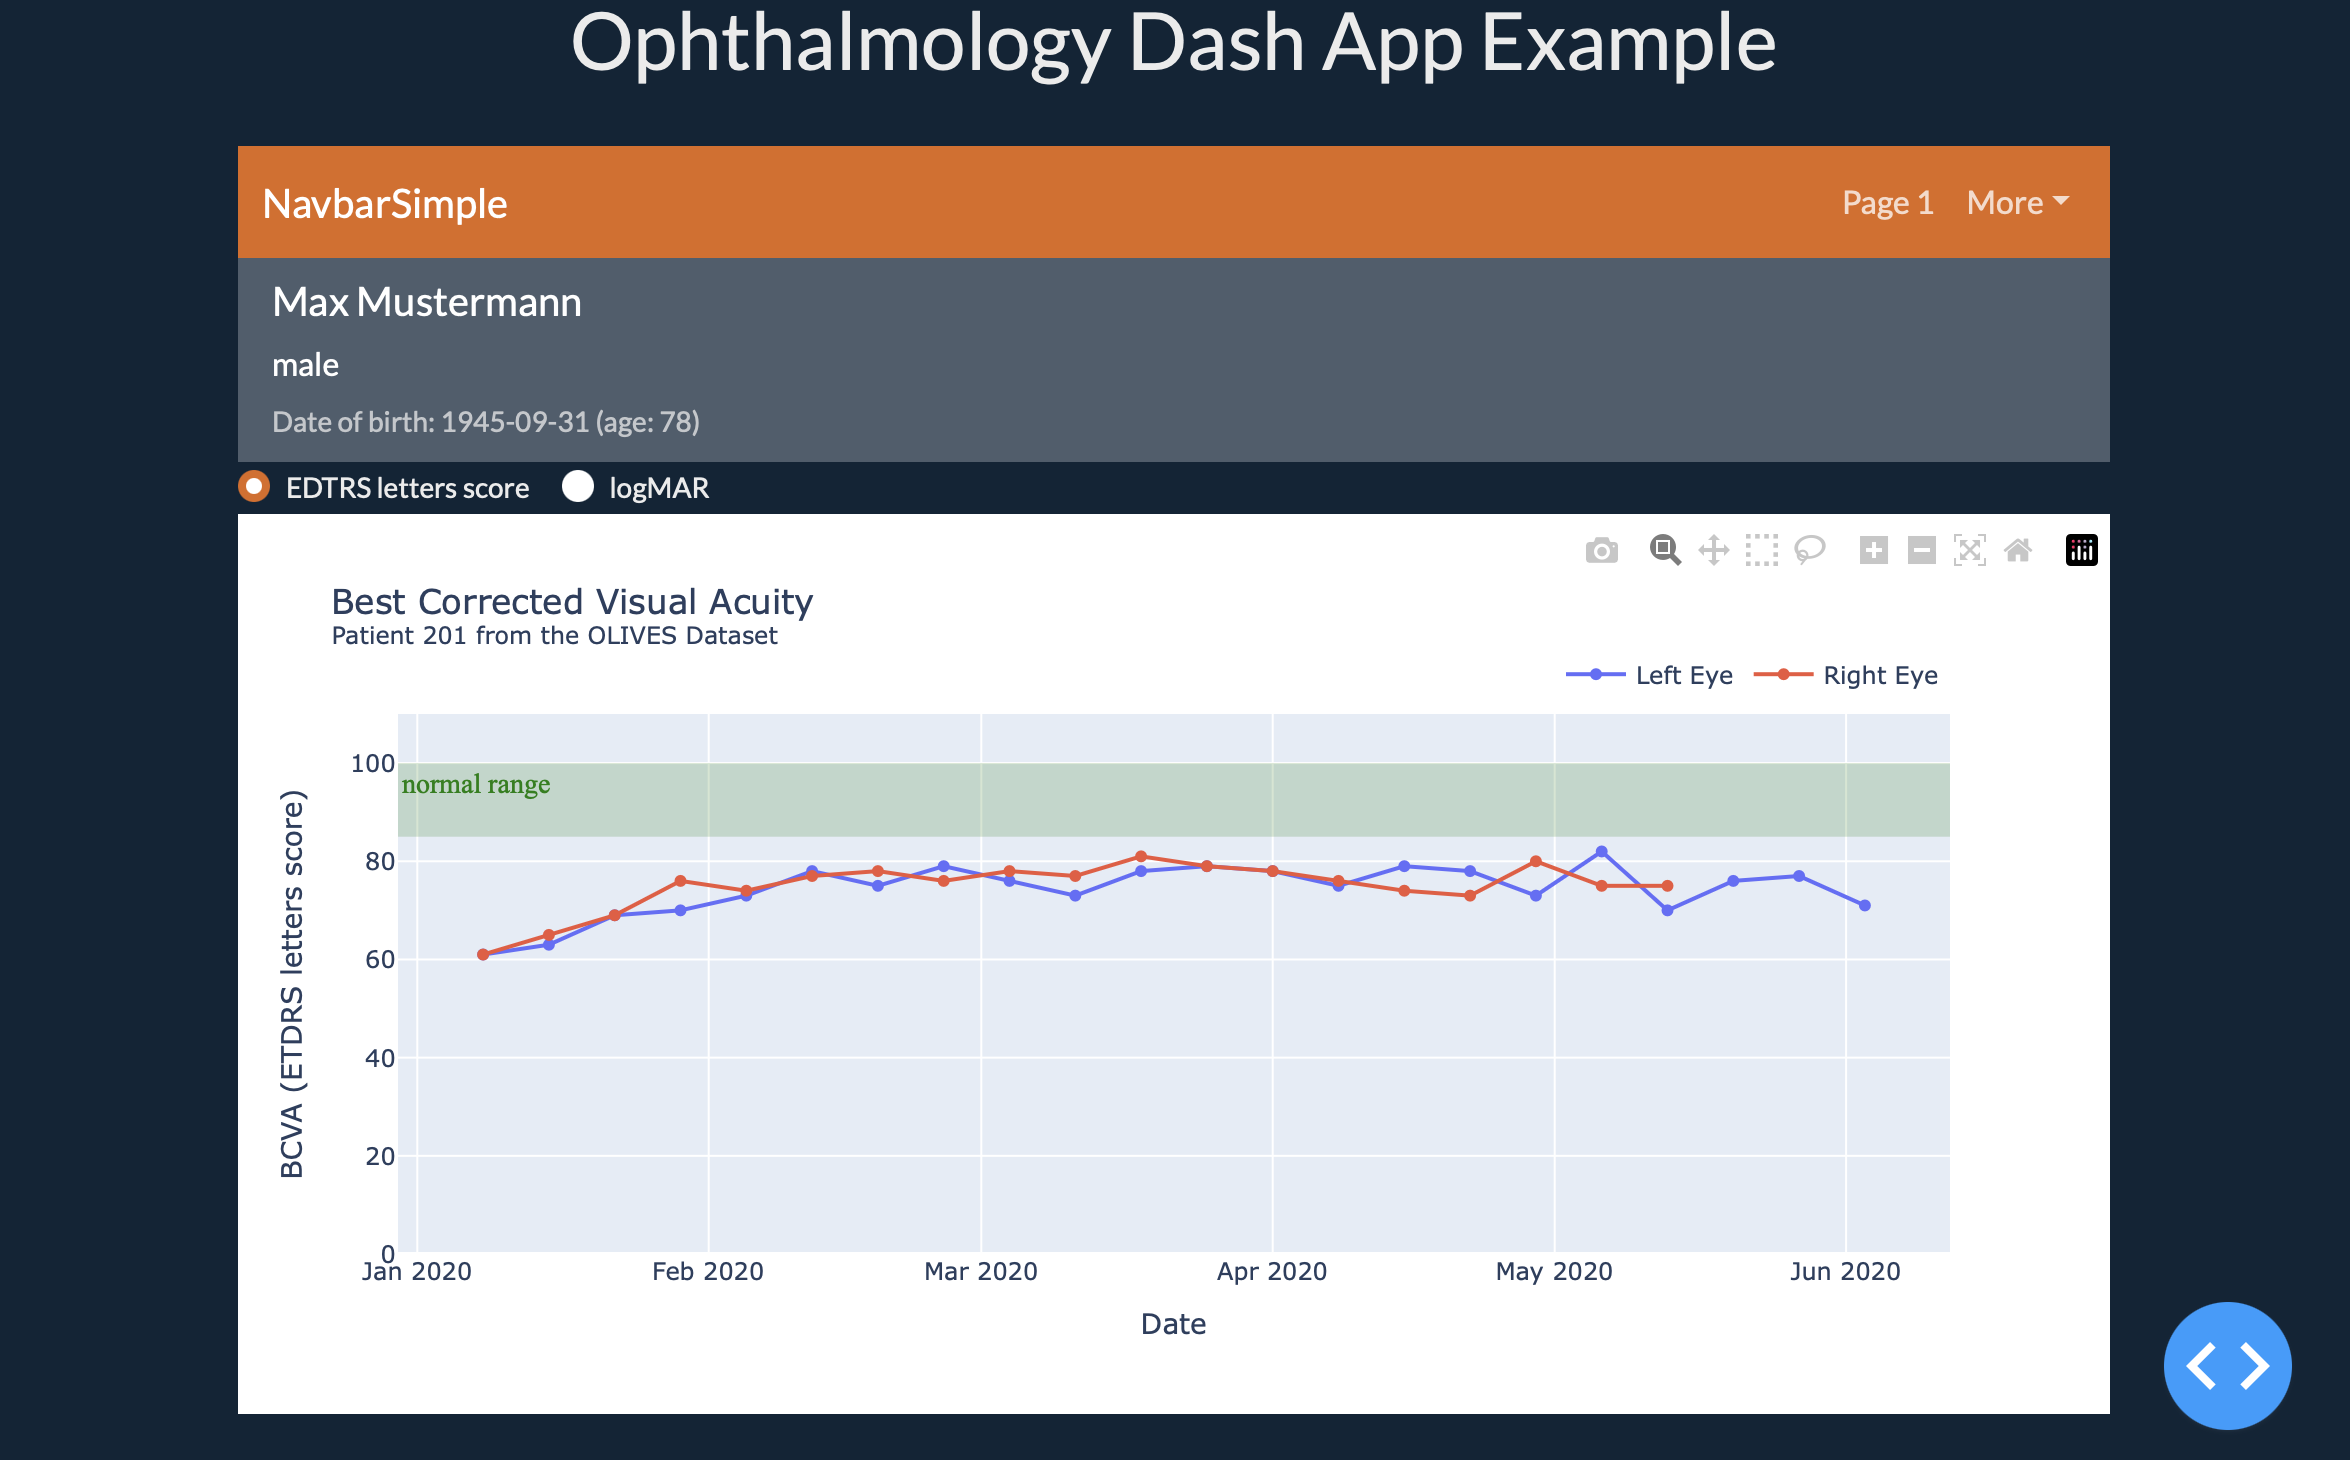 Ophthalmology Dash App Example
NavbarSimple
Page 1 More
Max Mustermann
male
Date of birth: 1945-09-31 (age: 78)
EDTRS letters score logMAR
Best Corrected Visual Acuity
Patient 201 from the OLIVES Dataset
Left Eye Right Eye
BCVA (ETDRS letters score)
100
normal range
80
60
40
20
0
Jan 2020 Feb 2020 Mar 2020 Apr 2020 May 2020 Jun 2020
Date